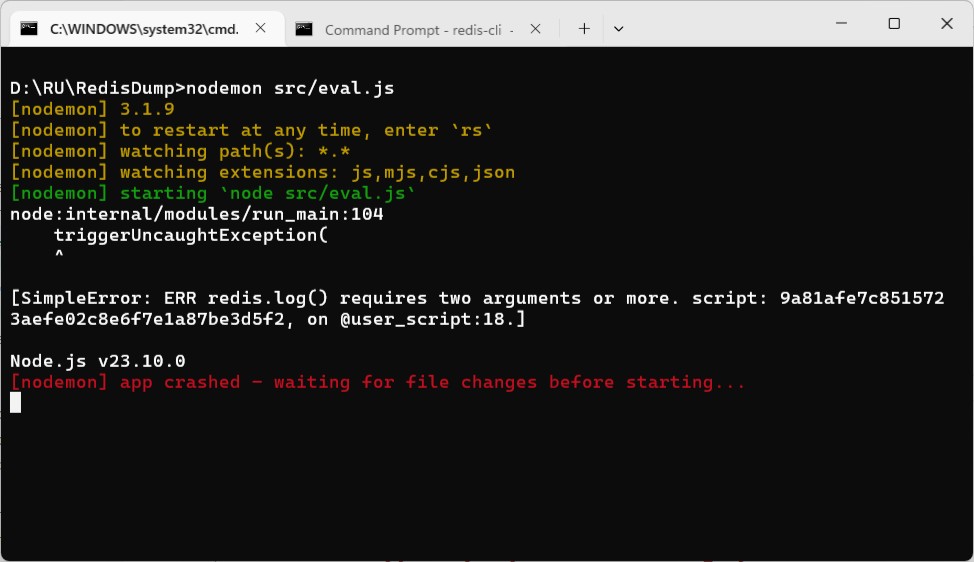 C:\WINDOWS\system32\cmd.
Command Prompt - redis-cli -
D:\RU\RedisDump>nodemon src/eval.js
[nodemon] 3.1.9
[nodemon] to restart at any time, enter `rs`
[nodemon] watching path(s): *.*
[nodemon] watching extensions: js,mjs,cjs,json
[nodemon] starting `node src/eval.js`
node:internal/modules/run_main:104
    triggerUncaughtException(
    ^
[SimpleError: ERR redis.log() requires two arguments or more. script: 9a81afe7c851572
3aefe02c8e6f7e1a87be3d5f2, on @user_script:18.]
Node.js v23.10.0
[nodemon] app crashed - waiting for file changes before starting...